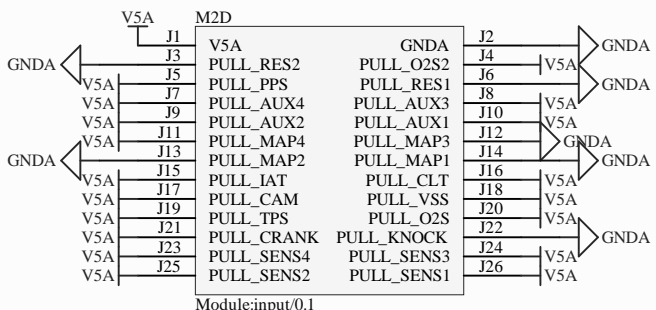 V5A M2D
J1 V5A GNDA J2 GNDA
GNDA J3 PULL_RES2 PULL_O2S2 J4 V5A
V5A J5 PULL_PPS PULL_RES1 J6 GNDA
V5A J7 PULL_AUX4 PULL_AUX3 J8 V5A
V5A J9 PULL_AUX2 PULL_AUX1 J10 V5A
V5A J11 PULL_MAP4 PULL_MAP3 J12 GNDA
GNDA J13 PULL_MAP2 PULL_MAP1 J14 GNDA
V5A J15 PULL_IAT PULL_CLT J16 V5A
V5A J17 PULL_CAM PULL_VSS J18 V5A
V5A J19 PULL_TPS PULL_O2S J20 V5A
V5A J21 PULL_CRANK PULL_KNOCK J22 GNDA
V5A J23 PULL_SENS4 PULL_SENS3 J24 V5A
V5A J25 PULL_SENS2 PULL_SENS1 J26 V5A
Module:input/0.1